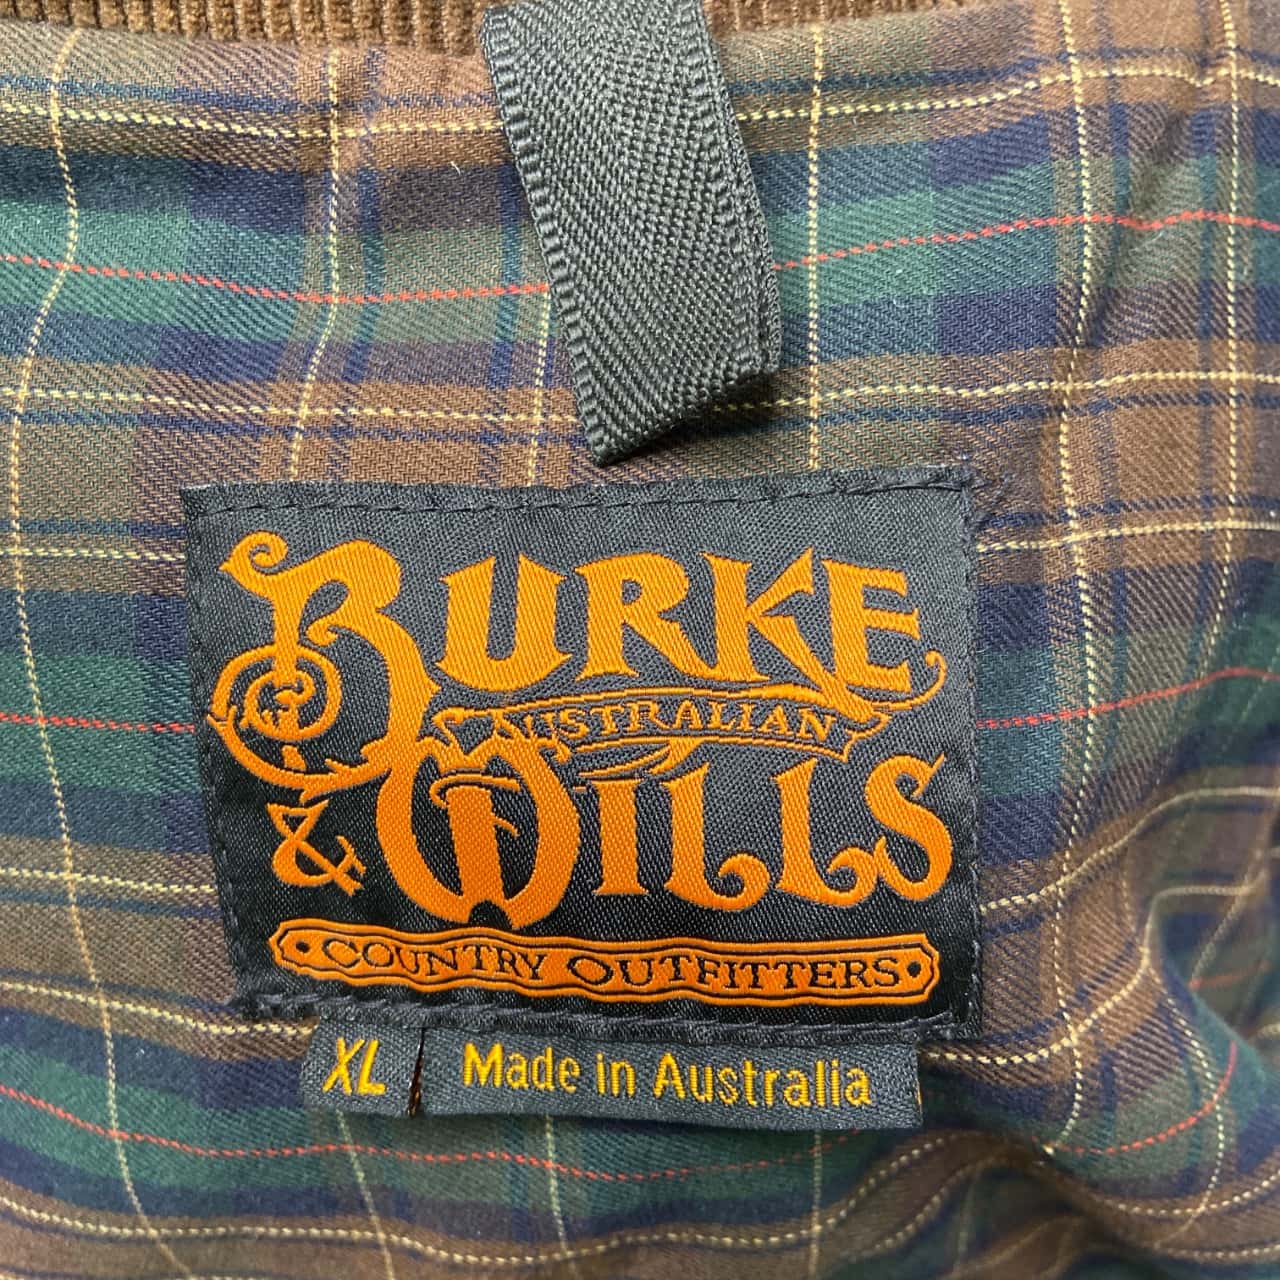 BURKE
AUSTRALIAN
& WILLS
COUNTRY OUTFITTERS
XL
Made in Australia